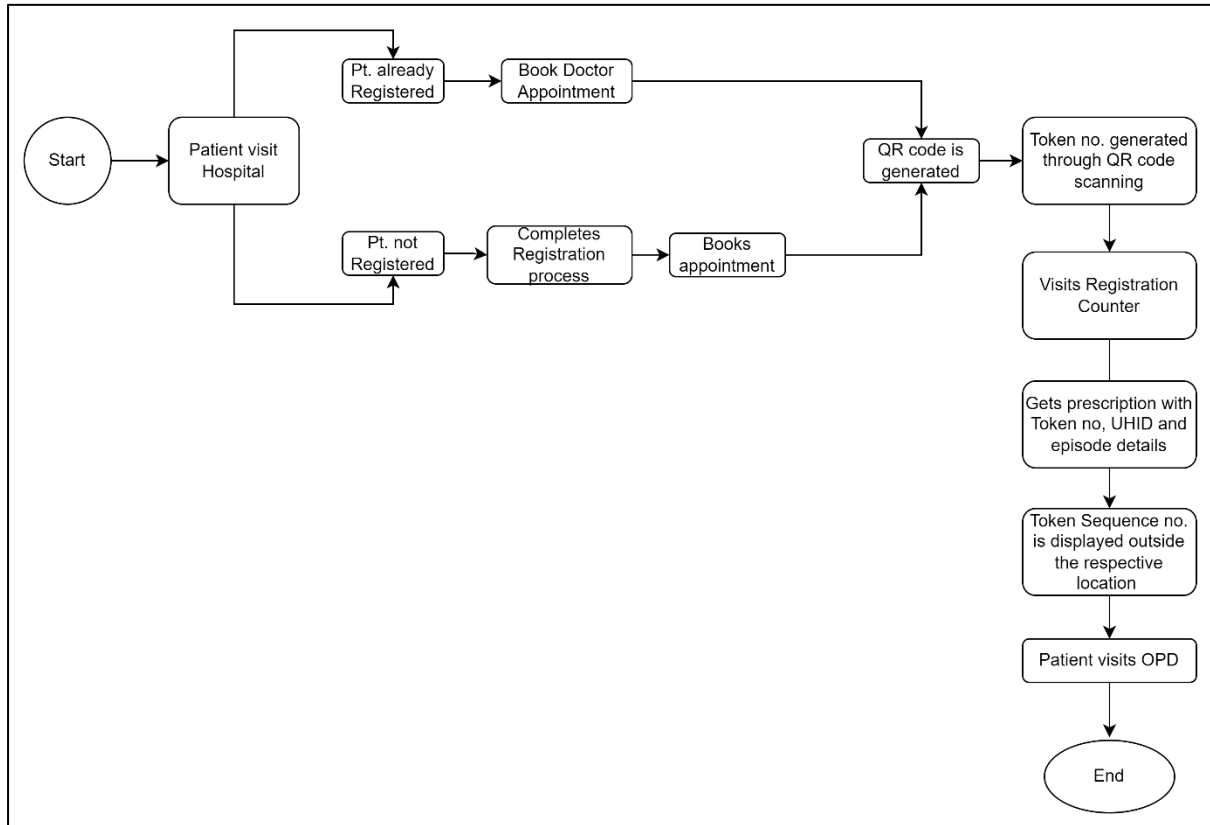 Start
Patient visit
Hospital
Pt. already
Registered
Book Doctor
Appointment
Pt. not
Registered
Completes
Registration
process
Books
appointment
QR code is
generated
Token no. generated
through QR code
scanning
Visits Registration
Counter
Gets prescription with
Token no, UHID and
episode details
Token Sequence no.
is displayed outside
the respective
location
Patient visits OPD
End